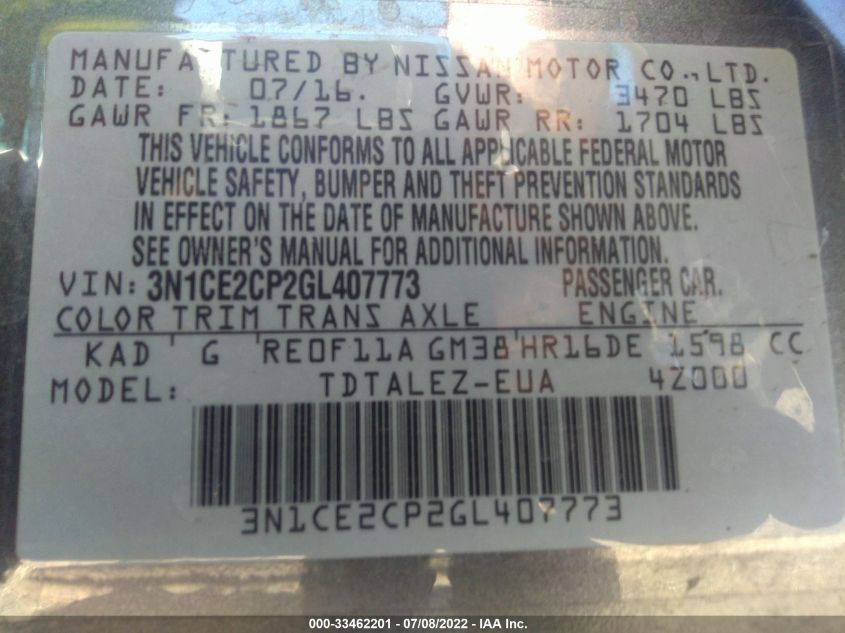 MANUFACTURED BY NISSAN MOTOR CO., LTD.
DATE: 07/16. GVWR: 3470 LBS
GAWR FR: 1867 LBS GAWR RR: 1704 LBS
THIS VEHICLE CONFORMS TO ALL APPLICABLE FEDERAL MOTOR
VEHICLE SAFETY, BUMPER AND THEFT PREVENTION STANDARDS
IN EFFECT ON THE DATE OF MANUFACTURE SHOWN ABOVE.
SEE OWNER'S MANUAL FOR ADDITIONAL INFORMATION.
VIN: 3N1CE2CP2GL407773 PASSENGER CAR.
COLOR TRIM TRANS AXLE ENGINE
KAD G RE0F11A GM38 HR16DE 1598 CC
MODEL: TDTALEZ-EUA 4Z000
3N1CE2CP2GL407773
000-33462201 - 07/08/2022 - IAA Inc.